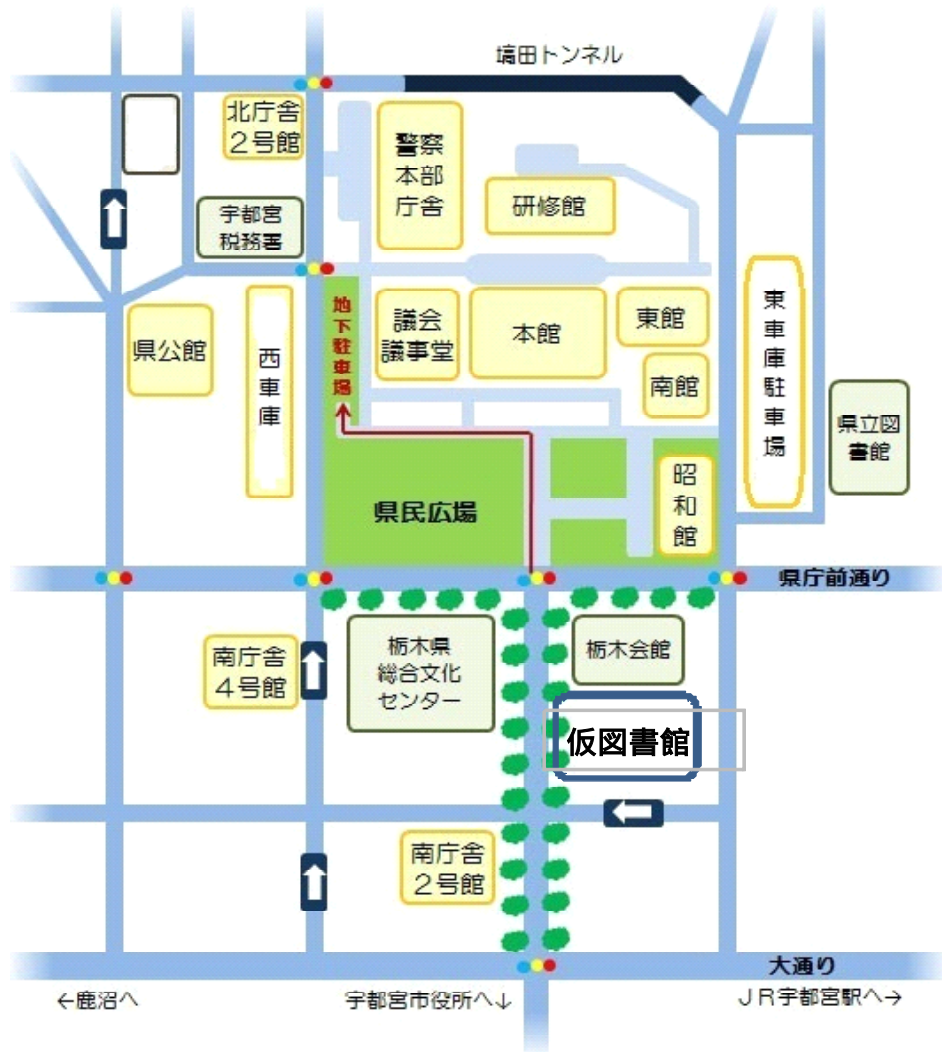 塙田トンネル
北庁舎
２号館
警察
本部
庁舎
研修館
宇都宮
税務署
地下駐車場
議会
議事堂
本館
東館
南館
東車庫駐車場
県公館
西車庫
県立図
書館
県民広場
昭和館
県庁前通り
南庁舎
４号館
栃木県
総合文化
センター
栃木会館
仮図書館
南庁舎
２号館
大通り
←鹿沼へ
宇都宮市役所へ↓
ＪＲ宇都宮駅へ→